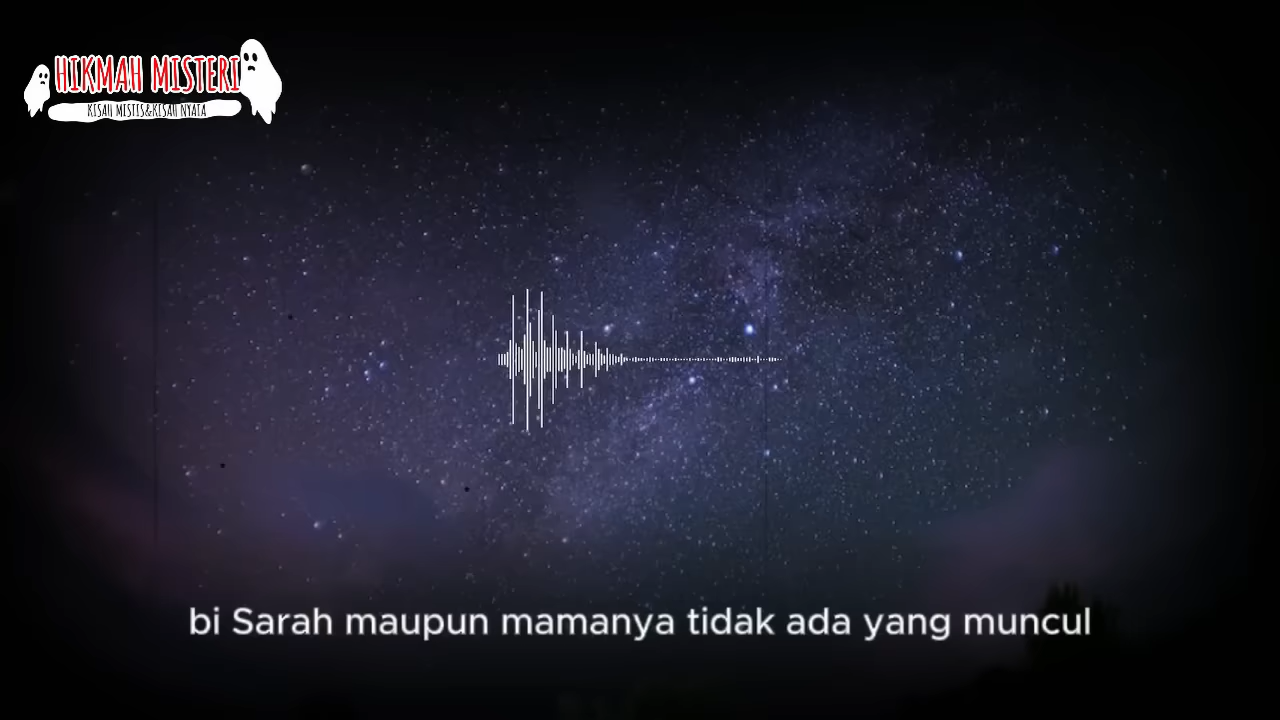 HIKMAH MISTERI
KISAH MISTIS&KISAH NYATA
bi Sarah maupun mamanya tidak ada yang muncul